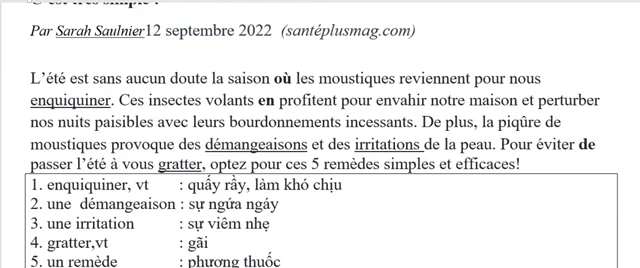 C'est très simple !
Par Sarah Saulnier12 septembre 2022 (santéplusmag.com)
L'été est sans aucun doute la saison où les moustiques reviennent pour nous
enquiquiner. Ces insectes volants en profitent pour envahir notre maison et perturber
nos nuits paisibles avec leurs bourdonnements incessants. De plus, la piqûre de
moustiques provoque des démangeaisons et des irritations de la peau. Pour éviter de
passer l'été à vous gratter, optez pour ces 5 remèdes simples et efficaces!
1. enquiquiner, vt : quấy rầy, làm khó chịu
2. une démangeaison : sự ngứa ngáy
3. une irritation : sự viêm nhẹ
4. gratter,vt : gãi
5. un remède : phương thuốc